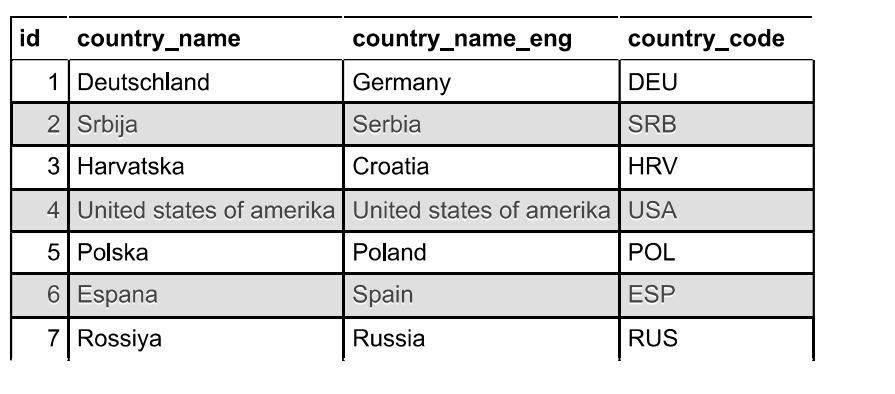 id country_name country_name_eng country_code
1 Deutschland Germany DEU
2 Srbija Serbia SRB
3 Harvatska Croatia HRV
4 United states of amerika United states of amerika USA
5 Polska Poland POL
6 Espana Spain ESP
7 Rossiya Russia RUS